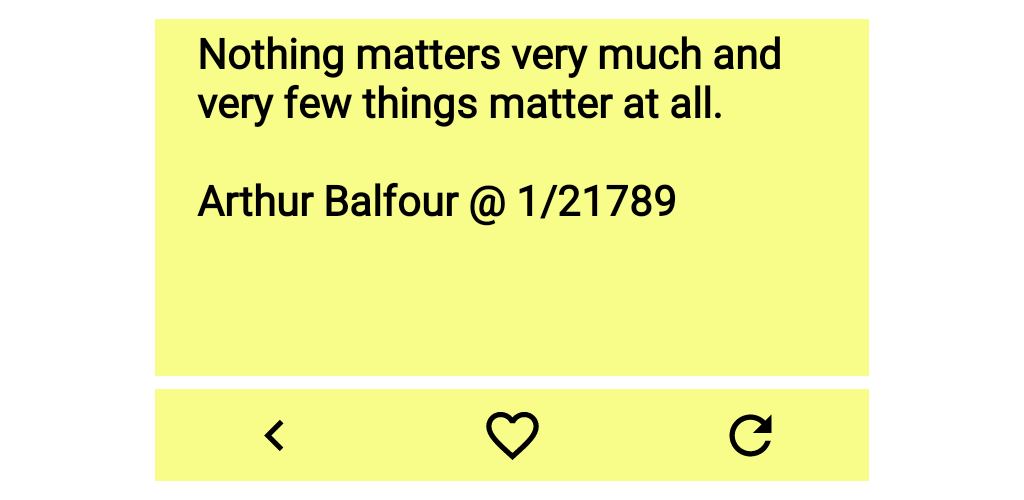 Nothing matters very much and
very few things matter at all.
Arthur Balfour @ 1/21789